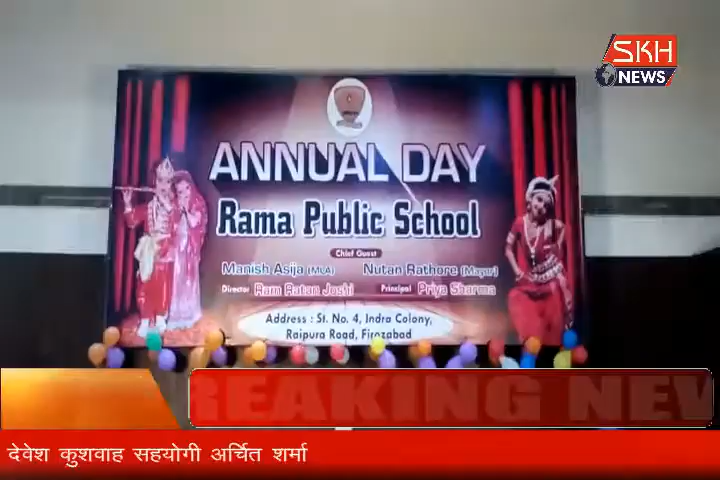 SKH
NEWS
ANNUAL DAY
Rama Public School
Chief Guest
Manish Asija (MLA) Nutan Rathore (Mayor)
Director Ram Ratan Joshi Principal Priya Sharma
Address : St. No. 4, Indra Colony,
Raipura Road, Firozabad
REAKING NEW
देवेश कुशवाह सहयोगी अर्चित शर्मा